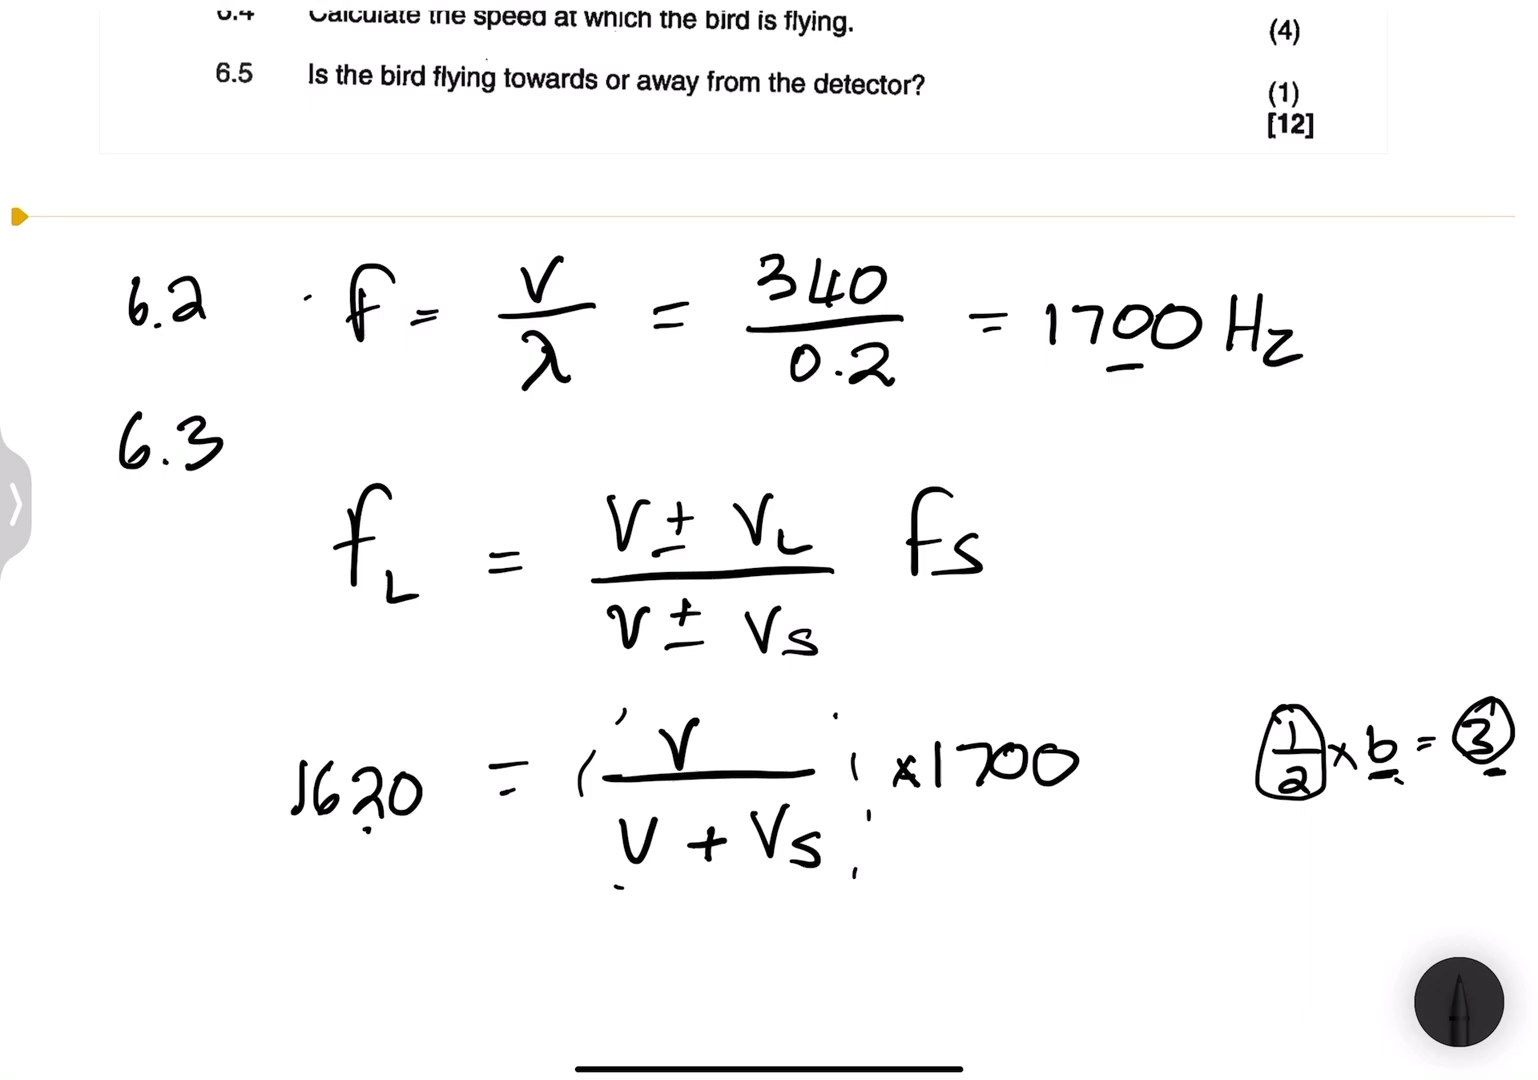 6.4 Calculate the speed at which the bird is flying. (4)
6.5 Is the bird flying towards or away from the detector? (1)
[12]
6.2 f = v/λ = 340/0.2 = 1700 Hz
6.3
fL = (V ± VL)/(V ± Vs) fs
1620 = (V/(V + Vs)) × 1700
1/2 × b = 3